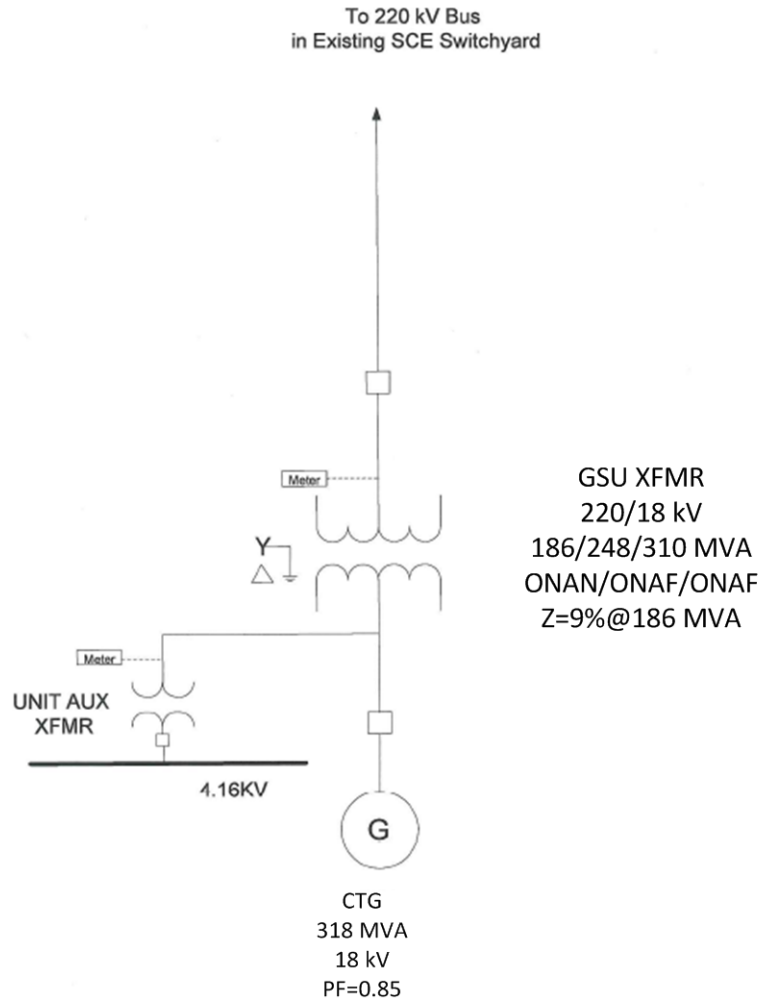 To 220 kV Bus
in Existing SCE Switchyard
Meter
GSU XFMR
220/18 kV
186/248/310 MVA
ONAN/ONAF/ONAF
Z=9%@186 MVA
Y
Meter
UNIT AUX
XFMR
4.16KV
G
CTG
318 MVA
18 kV
PF=0.85